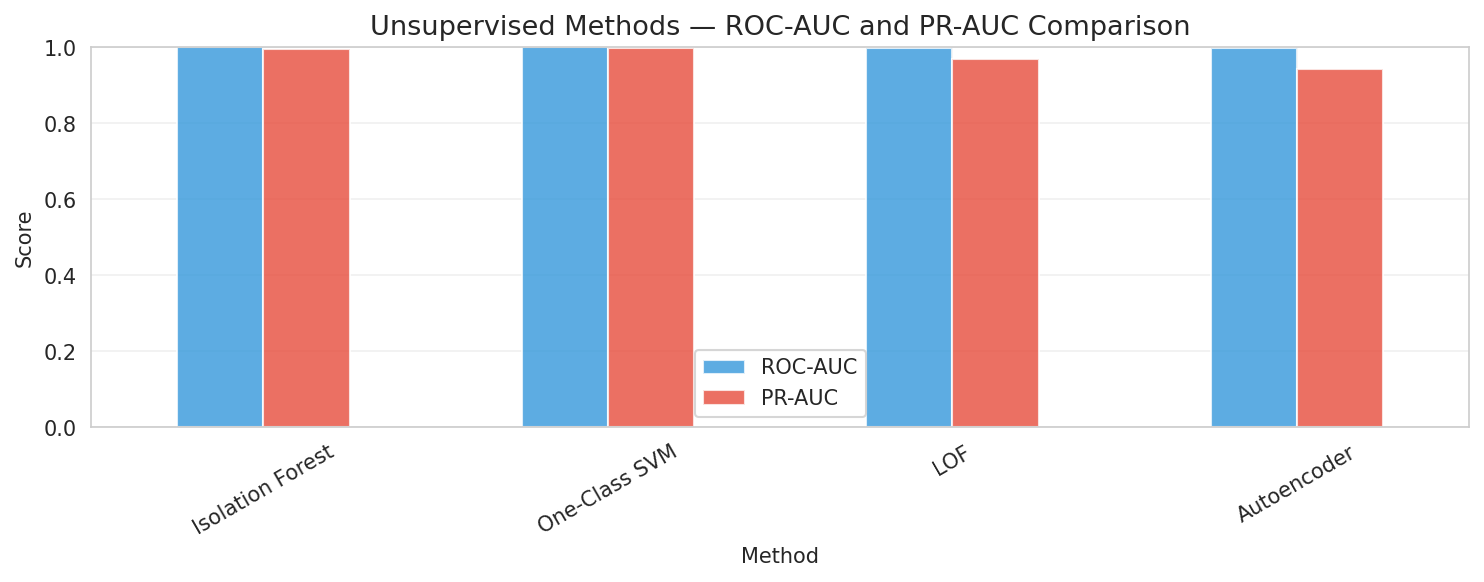 Unsupervised Methods — ROC-AUC and PR-AUC Comparison
Score
1.0
0.8
0.6
0.4
0.2
0.0
ROC-AUC
PR-AUC
Isolation Forest
One-Class SVM
LOF
Autoencoder
Method